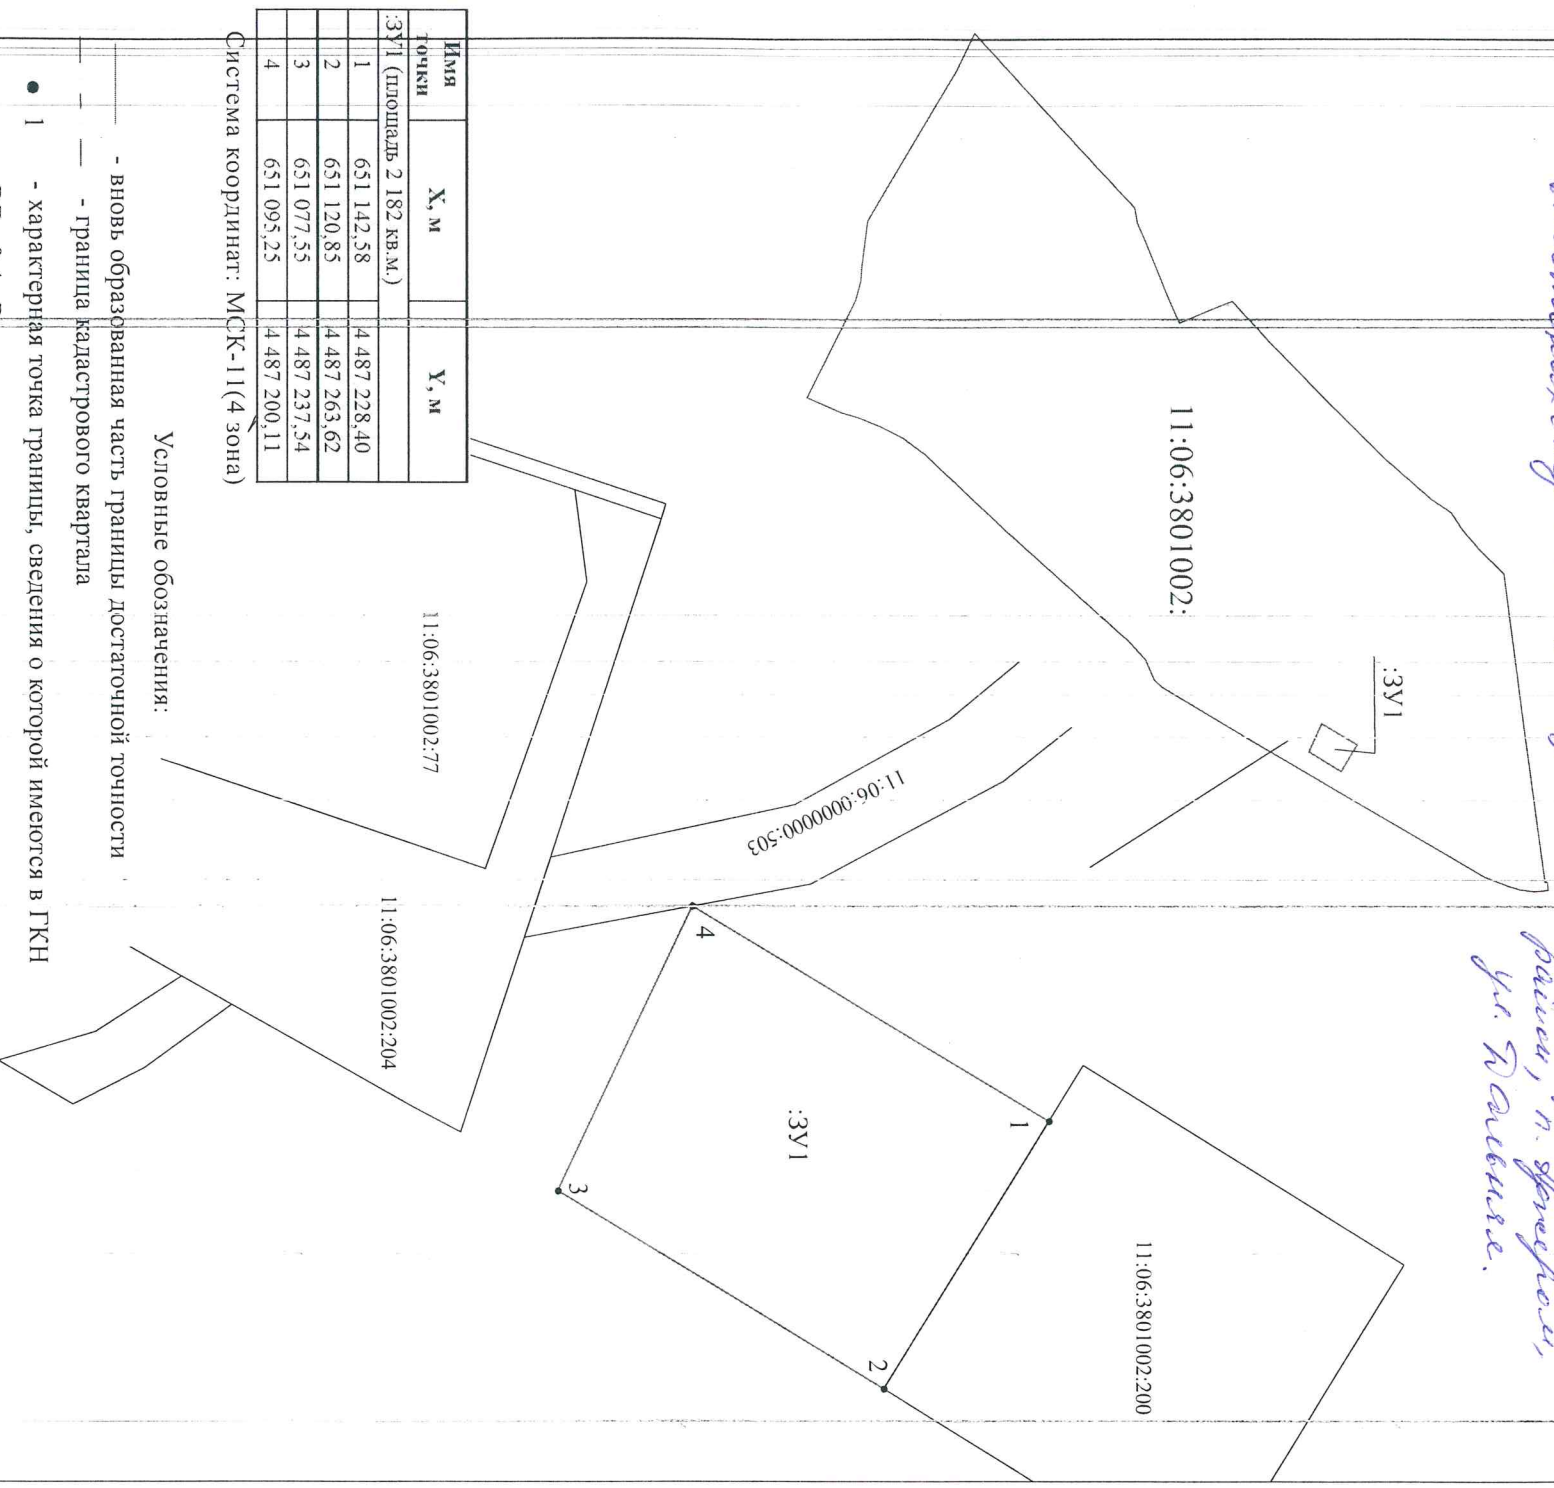 район, п.
ул. Дальняя.
11:06:3801002:
:ЗУ1
11:06:3801002:200
1
2
:ЗУ1
4
3
11:06:0000000:503
11:06:3801002:77
11:06:3801002:204
Имя точки X, м Y, м
:ЗУ1 (площадь 2 182 кв.м.)
1 651 142,58 4 487 228,40
2 651 120,85 4 487 263,62
3 651 077,55 4 487 237,54
4 651 095,25 4 487 200,11
Система координат: МСК-11(4 зона)
Условные обозначения:
- вновь образованная часть границы достаточной точности
- граница кадастрового квартала
1 - характерная точка границы, сведения о которой имеются в ГКН